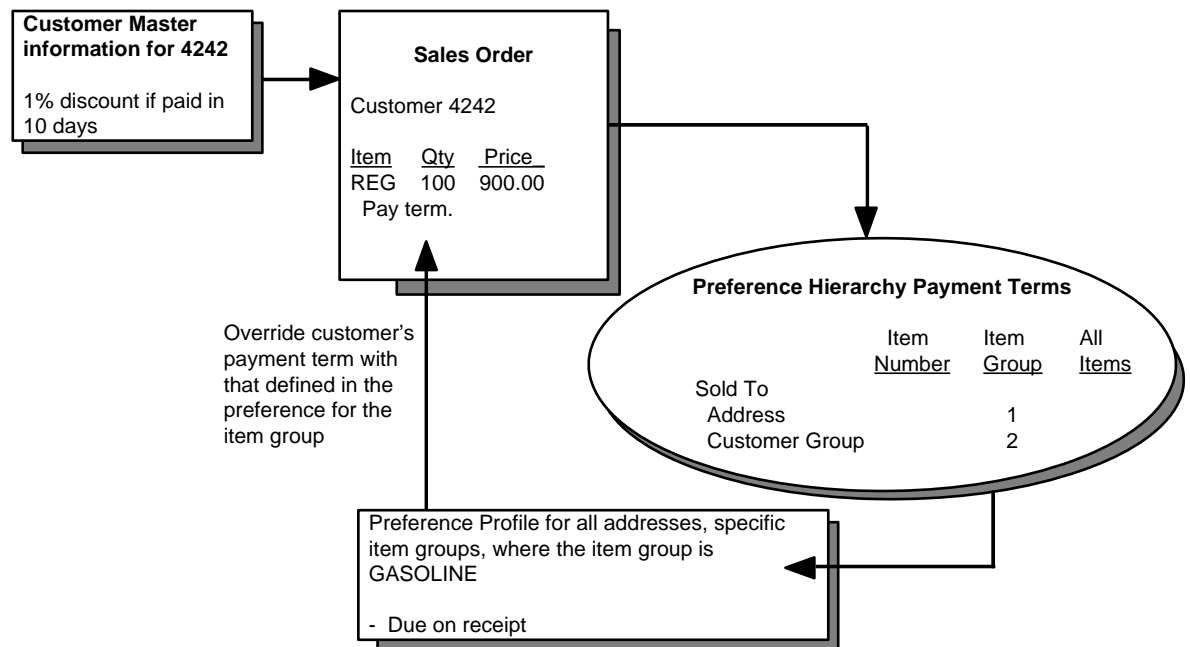 Customer Master
information for 4242
1% discount if paid in
10 days
Sales Order
Customer 4242
Item Qty Price_
REG 100 900.00
Pay term.
Override customer's
payment term with
that defined in the
preference for the
item group
Preference Hierarchy Payment Terms
Item Item All
Number Group Items
Sold To
Address 1
Customer Group 2
Preference Profile for all addresses, specific
item groups, where the item group is
GASOLINE
- Due on receipt